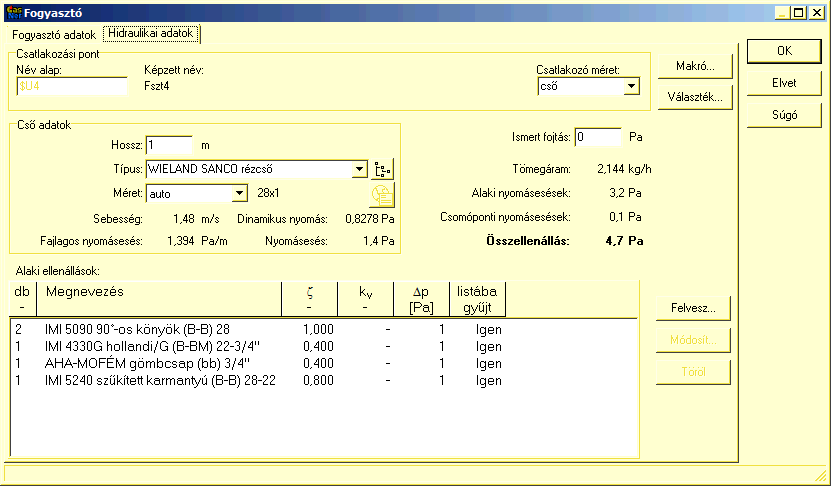 Gas Net Fogyasztó
Fogyasztó adatok Hidraulikai adatok
Csatlakozási pont
Név alap: Képzett név: Csatlakozó méret:
$U4 Fszt4 cső
OK
Makró...
Elvet
Választék...
Súgó
Cső adatok
Hossz: 1 m
Ismert fojtás: 0 Pa
Típus: WIELAND SANCO rézcső
Tömegáram: 2,144 kg/h
Méret: auto 28x1
Alaki nyomásesések: 3,2 Pa
Sebesség: 1,48 m/s Dinamikus nyomás: 0,8278 Pa
Csomóponti nyomásesések: 0,1 Pa
Fajlagos nyomásesés: 1,394 Pa/m Nyomásesés: 1,4 Pa
Összellenállás: 4,7 Pa
Alaki ellenállások:
db Megnevezés ζ kv Δp listába
- - - [Pa] gyűjt
2 IMI 5090 90°-os könyök (B-B) 28 1,000 - 1 Igen
1 IMI 4330G hollandi/G (B-BM) 22-3/4" 0,400 - 1 Igen
1 AHA-MOFÉM gömbcsap (bb) 3/4" 0,400 - 1 Igen
1 IMI 5240 szűkített karmantyú (B-B) 28-22 0,800 - 1 Igen
Felvesz...
Módosít...
Töröl